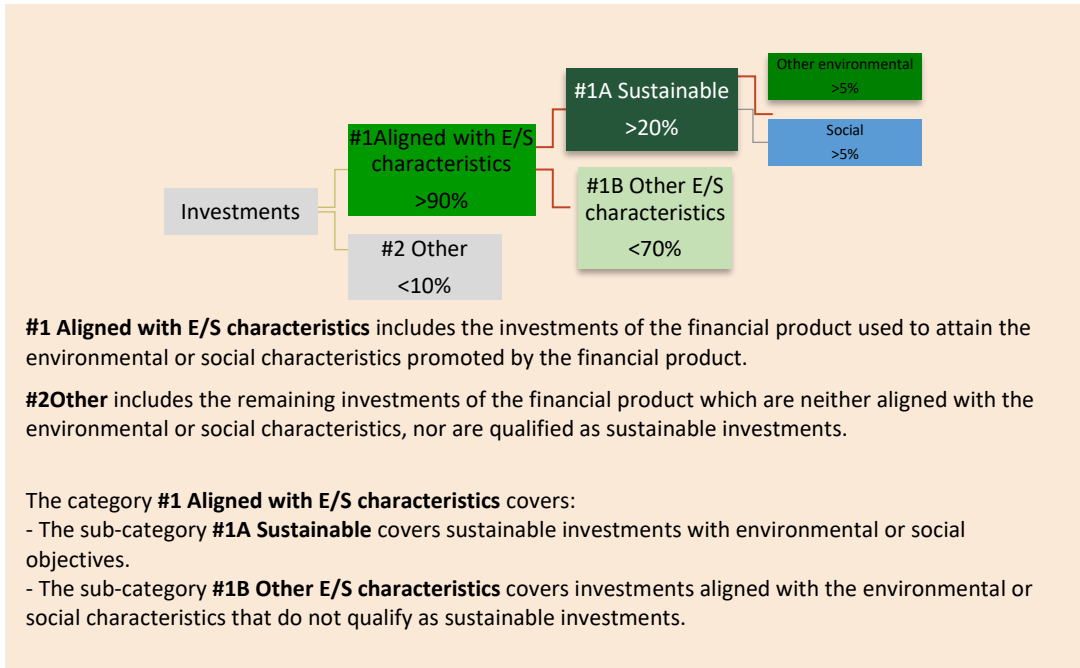 Investments
#1Aligned with E/S
characteristics
>90%
#2 Other
<10%
#1A Sustainable
>20%
#1B Other E/S
characteristics
<70%
Other environmental
>5%
Social
>5%
#1 Aligned with E/S characteristics includes the investments of the financial product used to attain the
environmental or social characteristics promoted by the financial product.
#2Other includes the remaining investments of the financial product which are neither aligned with the
environmental or social characteristics, nor are qualified as sustainable investments.
The category #1 Aligned with E/S characteristics covers:
- The sub-category #1A Sustainable covers sustainable investments with environmental or social
objectives.
- The sub-category #1B Other E/S characteristics covers investments aligned with the environmental or
social characteristics that do not qualify as sustainable investments.